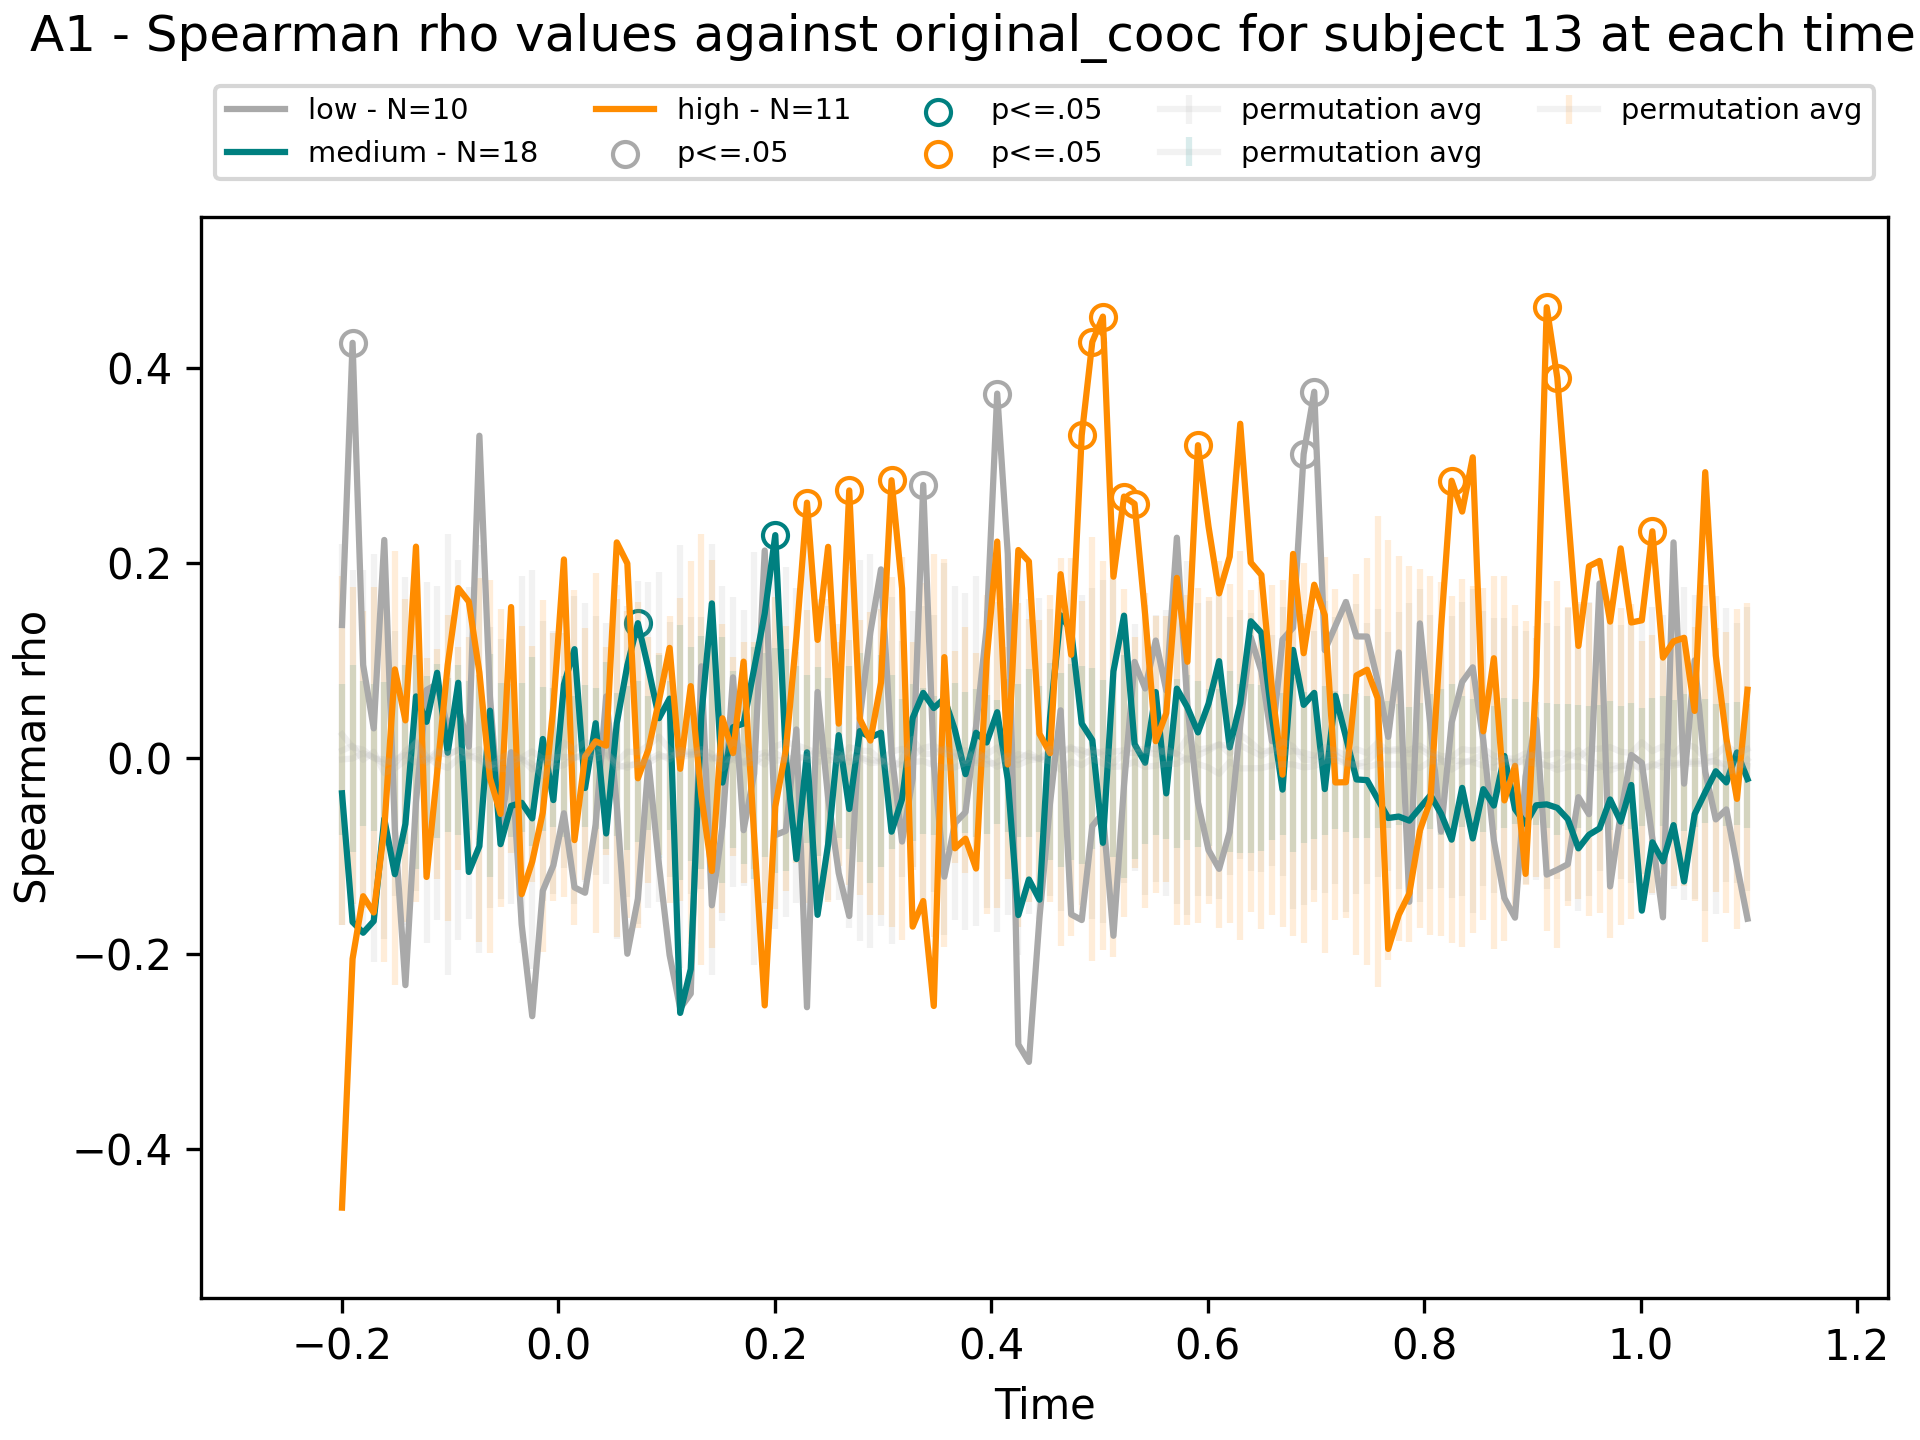 A1 - Spearman rho values against original_cooc for subject 13 at each time
low - N=10
medium - N=18
high - N=11
p<=.05
p<=.05
p<=.05
permutation avg
permutation avg
permutation avg
Spearman rho
0.4
0.2
0.0
−0.2
−0.4
−0.2
0.0
0.2
0.4
0.6
0.8
1.0
1.2
Time